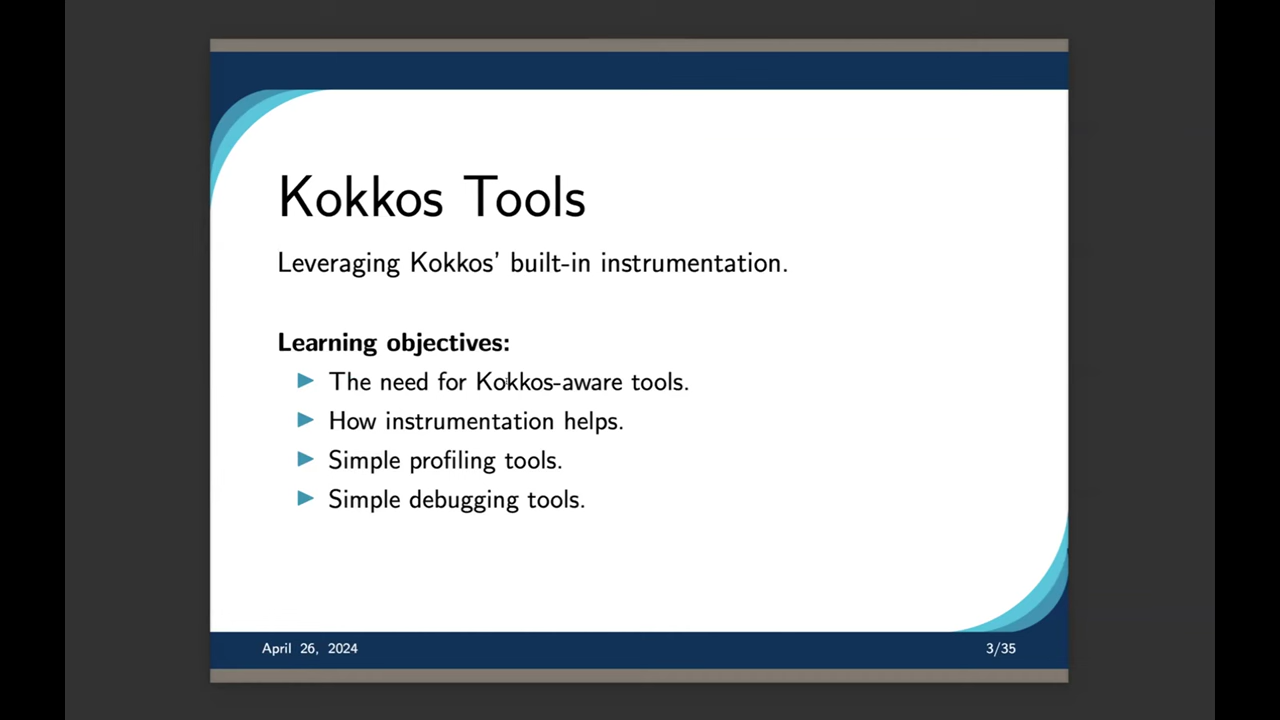 Kokkos Tools
Leveraging Kokkos’ built-in instrumentation.
Learning objectives:
The need for Kokkos-aware tools.
How instrumentation helps.
Simple profiling tools.
Simple debugging tools.
April 26, 2024
3/35